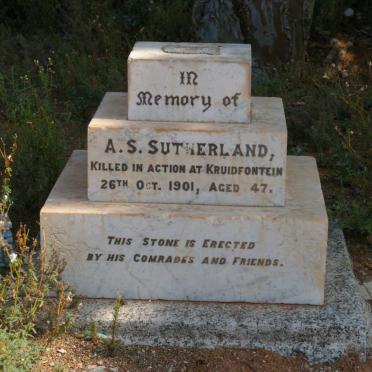 In
Memory of
A. S. SUTHERLAND,
KILLED IN ACTION AT KRUIDFONTEIN
26TH OCT. 1901, AGED 47.
THIS STONE IS ERECTED
BY HIS COMRADES AND FRIENDS.